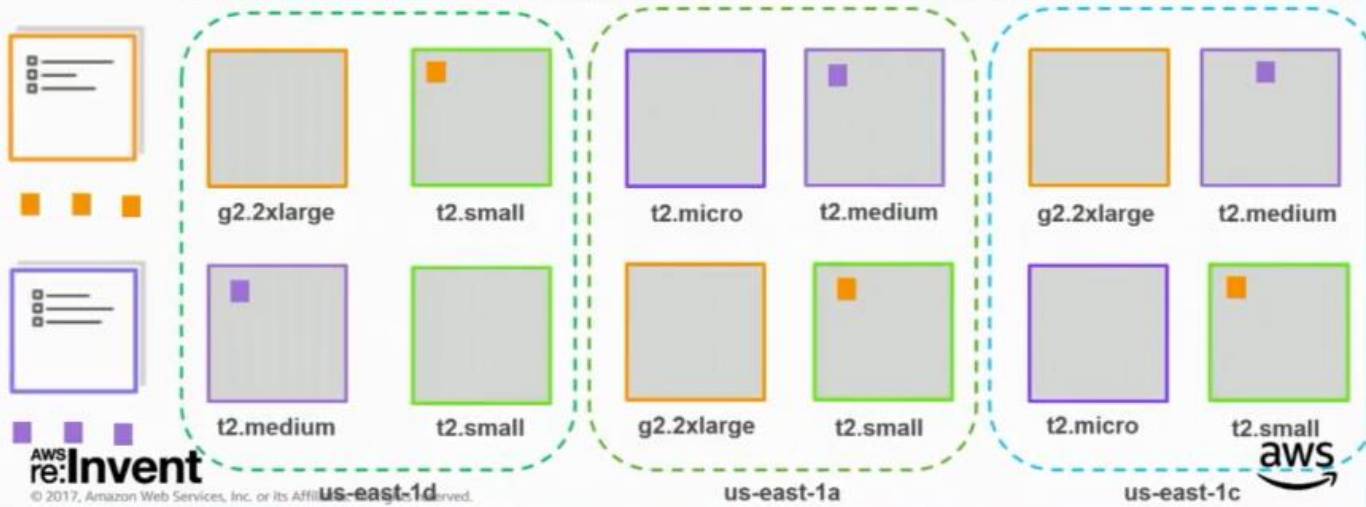 g2.2xlarge t2.small t2.micro t2.medium g2.2xlarge t2.medium
t2.medium t2.small g2.2xlarge t2.small t2.micro t2.small
AWS
re:Invent
aws
© 2017, Amazon Web Services, Inc. or its served.
us-east-1d us-east-1a us-east-1c